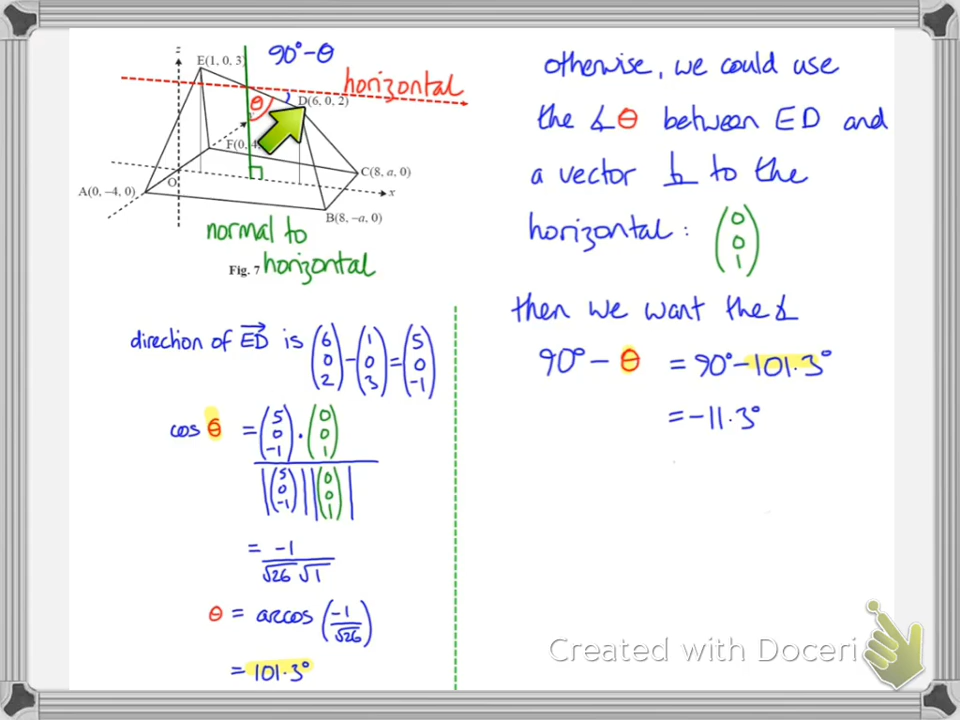 90° - θ
E(1, 0, 3)
horizontal
θ
D(6, 0, 2)
F(0, 4,
C(8, a, 0)
O
x
A(0, -4, 0)
B(8, -a, 0)
normal to
Fig. 7 horizontal
direction of ED is (6 0 2) - (1 0 3) = (5 0 -1)
cos θ = (5 0 -1) . (0 0 1)
|(5 0 -1)| |(0 0 1)|
= -1
√26 √1
θ = arccos (-1/√26)
= 101.3°
otherwise, we could use
the ∡ θ between ED and
a vector ⊥ to the
horizontal : (0 0 1)
then we want the ∡
90° - θ = 90° - 101.3°
= -11.3°
Created with Doceri